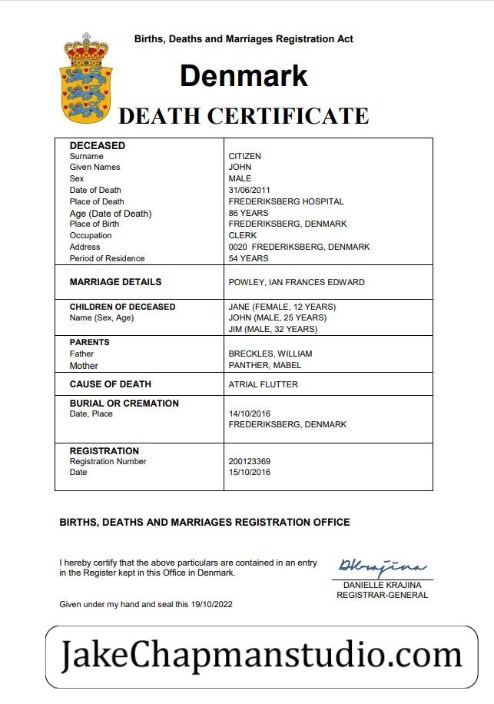 Births, Deaths and Marriages Registration Act
Denmark
DEATH CERTIFICATE
DECEASED
Surname CITIZEN
Given Names JOHN
Sex MALE
Date of Death 31/06/2011
Place of Death FREDERIKSBERG HOSPITAL
Age (Date of Death) 86 YEARS
Place of Birth FREDERIKSBERG, DENMARK
Occupation CLERK
Address 0020 FREDERIKSBERG, DENMARK
Period of Residence 54 YEARS
MARRIAGE DETAILS POWLEY, IAN FRANCES EDWARD
CHILDREN OF DECEASED JANE (FEMALE, 12 YEARS)
Name (Sex, Age) JOHN (MALE, 25 YEARS)
JIM (MALE, 32 YEARS)
PARENTS
Father BRECKLES, WILLIAM
Mother PANTHER, MABEL
CAUSE OF DEATH ATRIAL FLUTTER
BURIAL OR CREMATION
Date, Place 14/10/2016
FREDERIKSBERG, DENMARK
REGISTRATION
Registration Number 200123369
Date 15/10/2016
BIRTHS, DEATHS AND MARRIAGES REGISTRATION OFFICE
I hereby certify that the above particulars are contained in an entry
in the Register kept in this Office in Denmark.
DKrajina
DANIELLE KRAJINA
REGISTRAR-GENERAL
Given under my hand and seal this 19/10/2022
JakeChapmanstudio.com